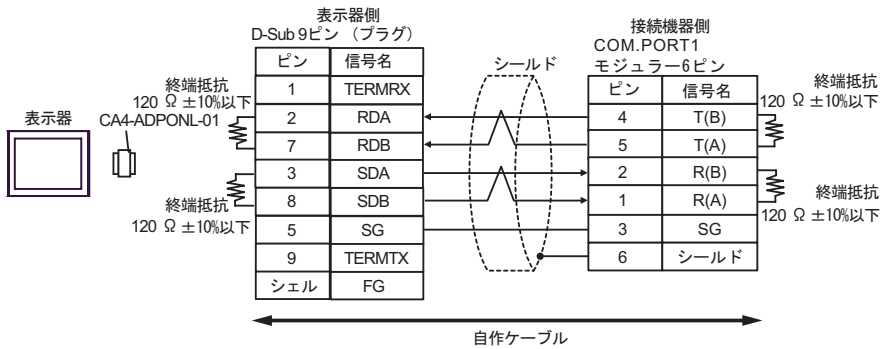 表示器側
D-Sub 9ピン （プラグ）
接続機器側
COM.PORT1
モジュラー6ピン
シールド
表示器
CA4-ADPONL-01
終端抵抗
120 Ω ±10%以下
終端抵抗
120 Ω ±10%以下
ピン 信号名
1 TERMRX
2 RDA
7 RDB
3 SDA
8 SDB
5 SG
9 TERMTX
シェル FG
ピン 信号名
4 T(B)
5 T(A)
2 R(B)
1 R(A)
3 SG
6 シールド
終端抵抗
120 Ω ±10%以下
終端抵抗
120 Ω ±10%以下
自作ケーブル